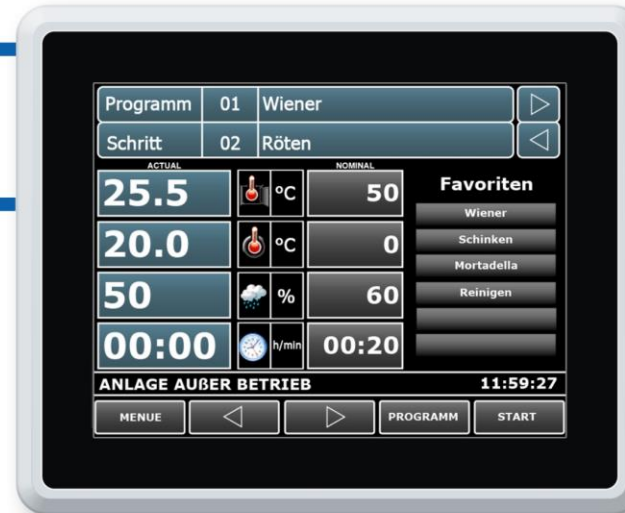 Programm 01 Wiener
Schritt 02 Röten
ACTUAL NOMINAL
25.5 °C 50
20.0 °C 0
50 % 60
00:00 h/min 00:20
Favoriten
Wiener
Schinken
Mortadella
Reinigen
ANLAGE AUßER BETRIEB 11:59:27
MENUE PROGRAMM START